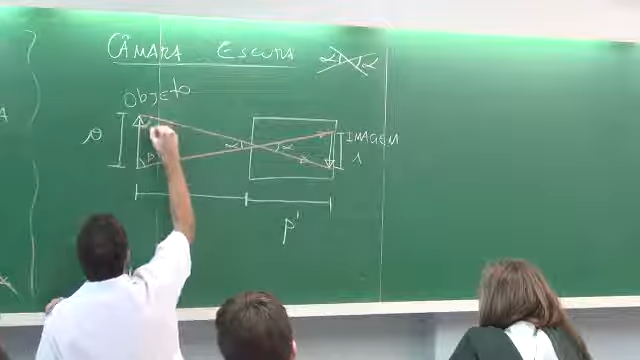 CÂMARA ESCURA
α α
Objeto
o
α α
IMAGEM
i
p'
A